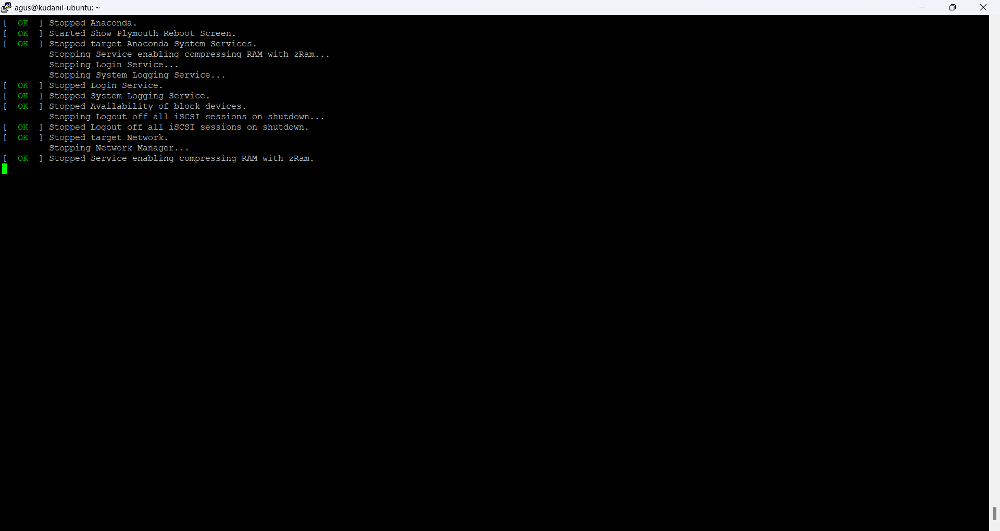 agus@kudanil-ubuntu: ~
[  OK  ] Stopped Anaconda.
[  OK  ] Started Show Plymouth Reboot Screen.
[  OK  ] Stopped target Anaconda System Services.
         Stopping Service enabling compressing RAM with zRam...
         Stopping Login Service...
         Stopping System Logging Service...
[  OK  ] Stopped Login Service.
[  OK  ] Stopped System Logging Service.
[  OK  ] Stopped Availability of block devices.
         Stopping Logout off all iSCSI sessions on shutdown...
[  OK  ] Stopped Logout off all iSCSI sessions on shutdown.
[  OK  ] Stopped target Network.
         Stopping Network Manager...
[  OK  ] Stopped Service enabling compressing RAM with zRam.